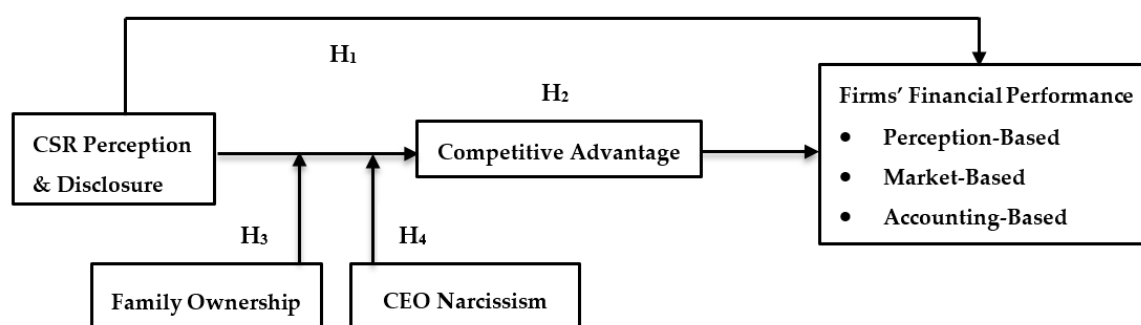 H₁
H₂
Firms’ Financial Performance
● Perception-Based
● Market-Based
● Accounting-Based
CSR Perception
& Disclosure
Competitive Advantage
H₃
H₄
Family Ownership
CEO Narcissism